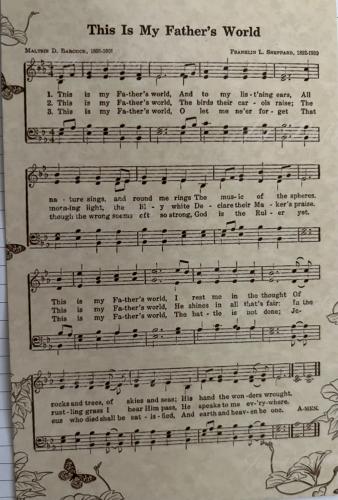 This Is My Father's World
MALTBIE D. BABCOCK, 1858-1901
FRANKLIN L. SHEPPARD, 1852-1930
1. This is my Fa-ther's world, And to my lis-t'ning ears, All
2. This is my Fa-ther's world, The birds their car-ols raise; The
3. This is my Fa-ther's world, O let me ne'er for-get That
na-ture sings, and round me rings The mus-ic of the spheres.
morn-ing light, the lil-y white De-clare their Ma-ker's praise.
though the wrong seems oft so strong, God is the Rul-er yet.
This is my Fa-ther's world, I rest me in the thought Of
This is my Fa-ther's world, He shines in all that's fair: In the
This is my Fa-ther's world, The bat-tle is not done; Je-
rocks and trees, of skies and seas; His hand the won-ders wrought.
rust-ling grass I hear Him pass, He speaks to me ev-'ry-where.
sus who died shall be sat-is-fied, And earth and heav-en be one. A-MEN.